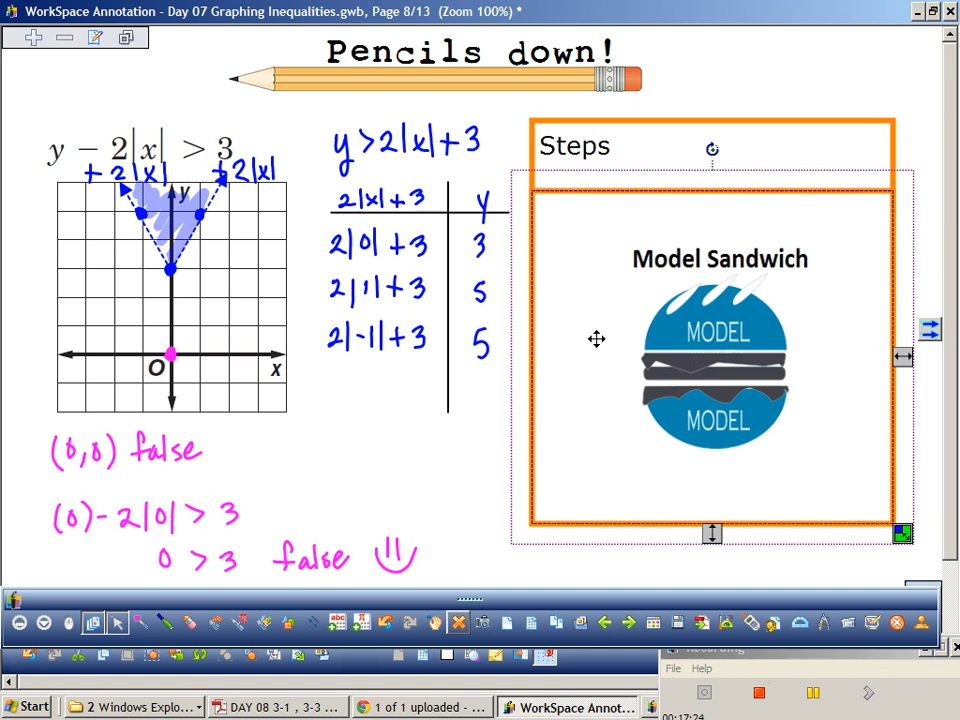 WorkSpace Annotation - Day 07 Graphing Inequalities.gwb, Page 8/13 (Zoom 100%) *
Pencils down!
y − 2|x| > 3
+ 2|x| +2|x|
y
O
x
y>2|x|+3
2|x|+3 y
2|0|+3 3
2|1|+3 5
2|-1|+3 5
(0,0) false
(0)-2|0| > 3
0 > 3 false
Steps
Model Sandwich
MODEL
MODEL
abc
π
Recording
File Help
00:17:24
Start
2 Windows Explo...
DAY 08 3-1 , 3-3 ...
1 of 1 uploaded - ...
WorkSpace Annot...